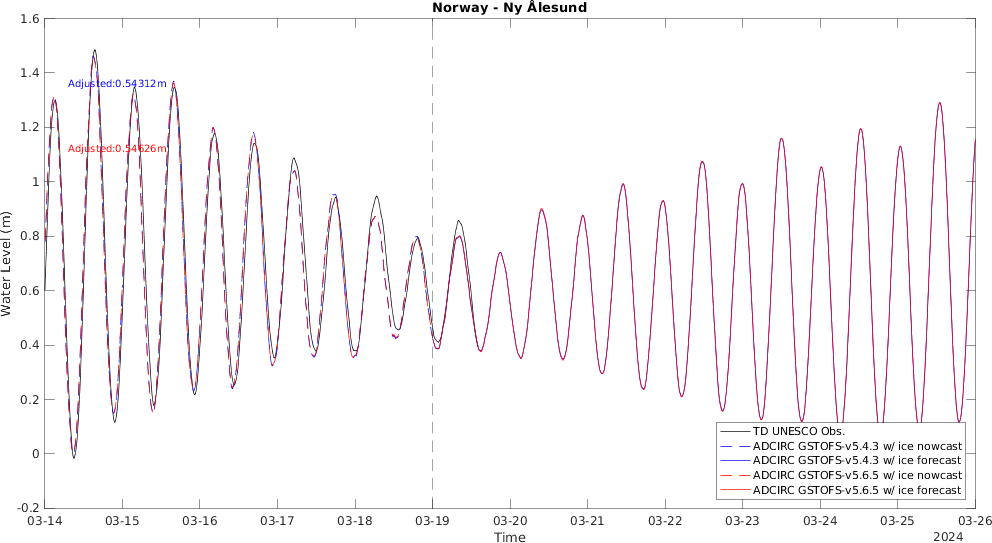 Norway - Ny Ålesund
1.6
1.4
1.2
1
0.8
0.6
0.4
0.2
0
-0.2
Water Level (m)
Adjusted:0.54312m
Adjusted:0.54626m
TD UNESCO Obs.
ADCIRC GSTOFS-v5.4.3 w/ ice nowcast
ADCIRC GSTOFS-v5.4.3 w/ ice forecast
ADCIRC GSTOFS-v5.6.5 w/ ice nowcast
ADCIRC GSTOFS-v5.6.5 w/ ice forecast
03-14 03-15 03-16 03-17 03-18 03-19 03-20 03-21 03-22 03-23 03-24 03-25 03-26
Time
2024